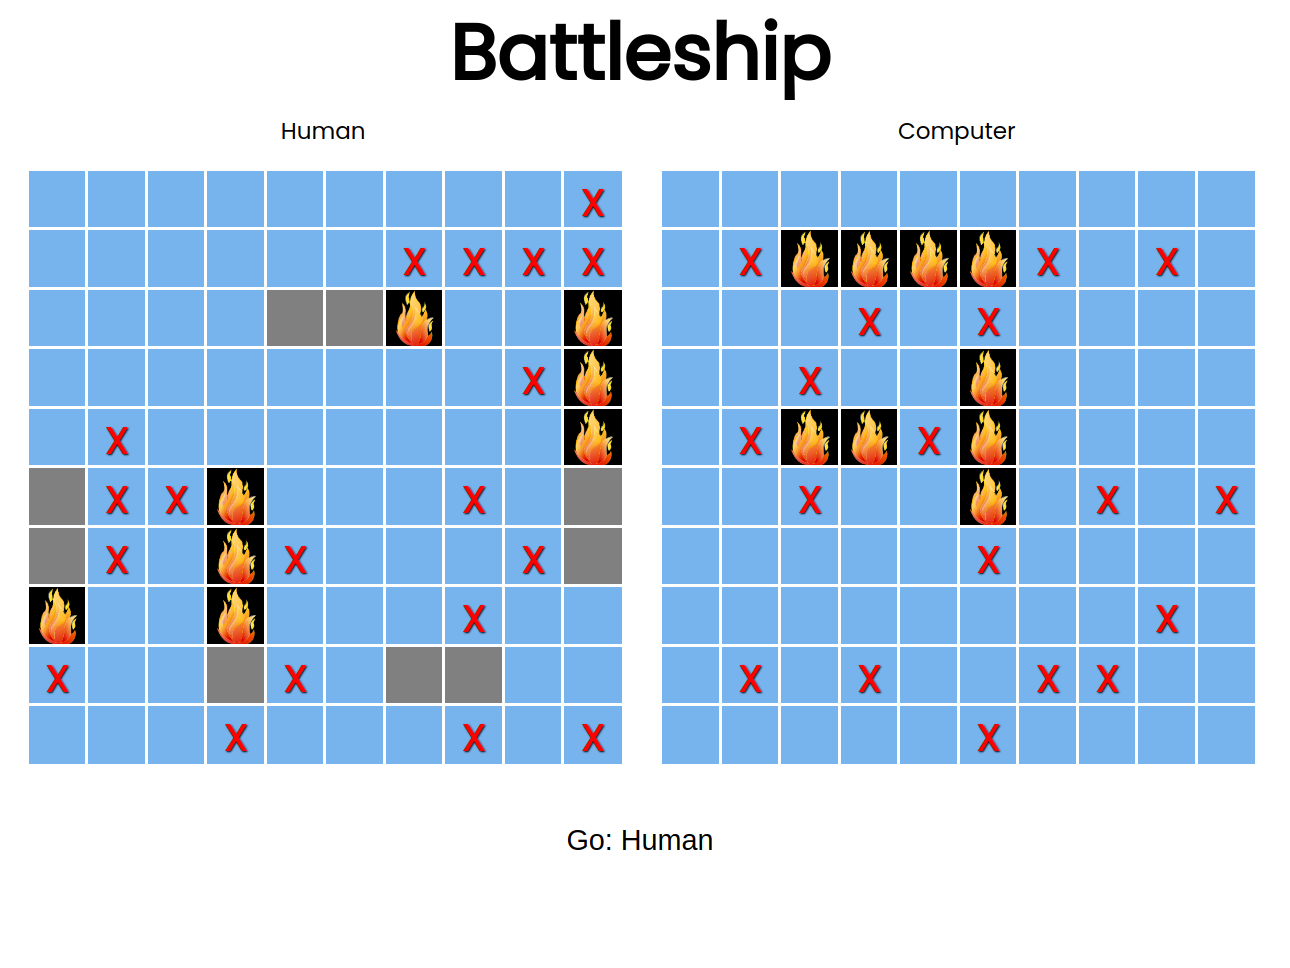 Battleship
Human
Computer
X
X X X X X X X
X X
X X
X X X
X X X X X X
X X X X
X X
X X X X X X
X X X X
Go: Human